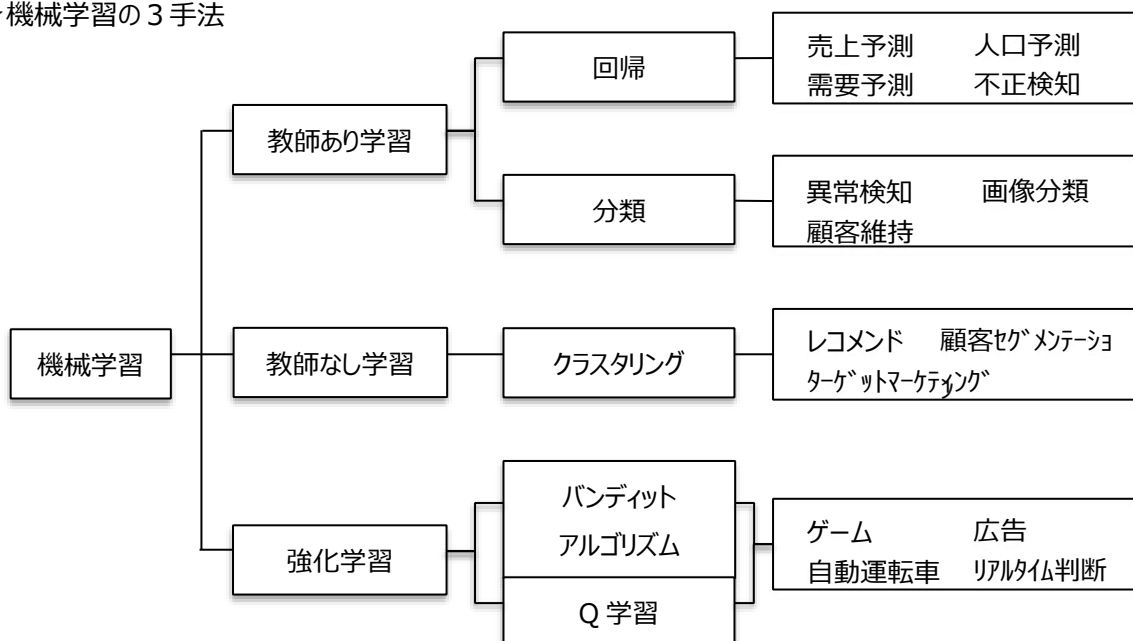 機械学習の3手法
回帰
売上予測 人口予測
需要予測 不正検知
教師あり学習
分類
異常検知 画像分類
顧客維持
機械学習
教師なし学習
クラスタリング
レコメンド 顧客ｾｸﾞﾒﾝﾃｰｼｮ
ﾀｰｹﾞｯﾄﾏｰｹﾃｨﾝｸﾞ
強化学習
バンディット
アルゴリズム
Q 学習
ゲーム 広告
自動運転車 ﾘｱﾙﾀｲﾑ判断